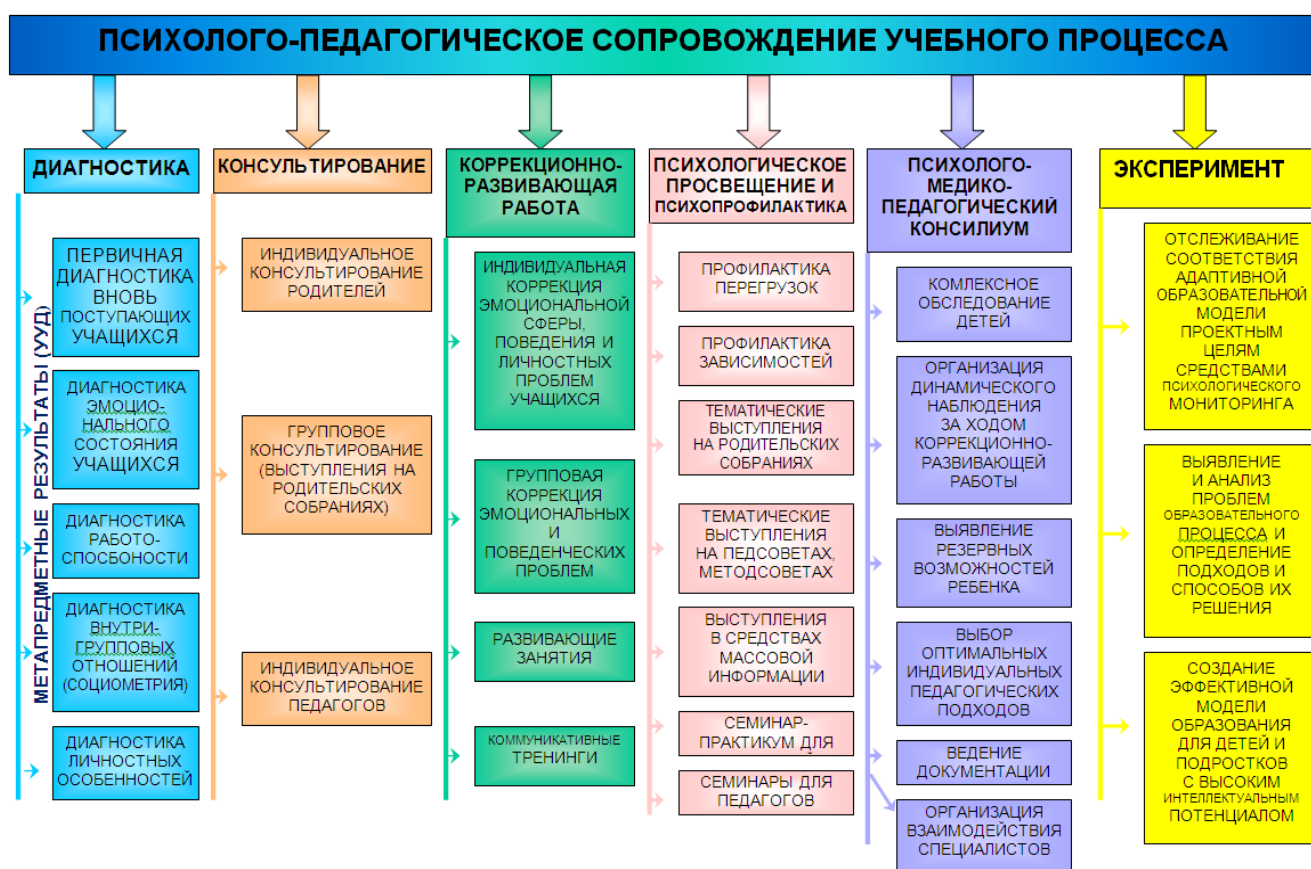 ПСИХОЛОГО-ПЕДАГОГИЧЕСКОЕ СОПРОВОЖДЕНИЕ УЧЕБНОГО ПРОЦЕССА
ДИАГНОСТИКА
МЕТАПРЕДМЕТНЫЕ РЕЗУЛЬТАТЫ (УУД)
ПЕРВИЧНАЯ
ДИАГНОСТИКА
ВНОВЬ
ПОСТУПАЮЩИХ
УЧАЩИХСЯ
ДИАГНОСТИКА
ЭМОЦИО-
НАЛЬНОГО
СОСТОЯНИЯ
УЧАЩИХСЯ
ДИАГНОСТИКА
РАБОТО-
СПОСБОНОСТИ
ДИАГНОСТИКА
ВНУТРИ-
ГРУППОВЫХ
ОТНОШЕНИЙ
(СОЦИОМЕТРИЯ)
ДИАГНОСТИКА
ЛИЧНОСТНЫХ
ОСОБЕННОСТЕЙ
КОНСУЛЬТИРОВАНИЕ
ИНДИВИДУАЛЬНОЕ
КОНСУЛЬТИРОВАНИЕ
РОДИТЕЛЕЙ
ГРУППОВОЕ
КОНСУЛЬТИРОВАНИЕ
(ВЫСТУПЛЕНИЯ НА
РОДИТЕЛЬСКИХ
СОБРАНИЯХ)
ИНДИВИДУАЛЬНОЕ
КОНСУЛЬТИРОВАНИЕ
ПЕДАГОГОВ
КОРРЕКЦИОННО-
РАЗВИВАЮЩАЯ
РАБОТА
ИНДИВИДУАЛЬНАЯ
КОРРЕКЦИЯ
ЭМОЦИОНАЛЬНОЙ
СФЕРЫ,
ПОВЕДЕНИЯ И
ЛИЧНОСТНЫХ
ПРОБЛЕМ
УЧАЩИХСЯ
ГРУППОВАЯ
КОРРЕКЦИЯ
ЭМОЦИОНАЛЬНЫХ
И
ПОВЕДЕНЧЕСКИХ
ПРОБЛЕМ
РАЗВИВАЮЩИЕ
ЗАНЯТИЯ
КОММУНИКАТИВНЫЕ
ТРЕНИНГИ
ПСИХОЛОГИЧЕСКОЕ
ПРОСВЕЩЕНИЕ И
ПСИХОПРОФИЛАКТИКА
ПРОФИЛАКТИКА
ПЕРЕГРУЗОК
ПРОФИЛАКТИКА
ЗАВИСИМОСТЕЙ
ТЕМАТИЧЕСКИЕ
ВЫСТУПЛЕНИЯ
НА РОДИТЕЛЬСКИХ
СОБРАНИЯХ
ТЕМАТИЧЕСКИЕ
ВЫСТУПЛЕНИЯ
НА ПЕДСОВЕТАХ,
МЕТОДСОВЕТАХ
ВЫСТУПЛЕНИЯ
В СРЕДСТВАХ
МАССОВОЙ
ИНФОРМАЦИИ
СЕМИНАР-
ПРАКТИКУМ ДЛЯ
СЕМИНАРЫ ДЛЯ
ПЕДАГОГОВ
ПСИХОЛОГО-
МЕДИКО-
ПЕДАГОГИЧЕСКИЙ
КОНСИЛИУМ
КОМЛЕКСНОЕ
ОБСЛЕДОВАНИЕ
ДЕТЕЙ
ОРГАНИЗАЦИЯ
ДИНАМИЧЕСКОГО
НАБЛЮДЕНИЯ
ЗА ХОДОМ
КОРРЕКЦИОННО-
РАЗВИВАЮЩЕЙ
РАБОТЫ
ВЫЯВЛЕНИЕ
РЕЗЕРВНЫХ
ВОЗМОЖНОСТЕЙ
РЕБЕНКА
ВЫБОР
ОПТИМАЛЬНЫХ
ИНДИВИДУАЛЬНЫХ
ПЕДАГОГИЧЕСКИХ
ПОДХОДОВ
ВЕДЕНИЕ
ДОКУМЕНТАЦИИ
ОРГАНИЗАЦИЯ
ВЗАИМОДЕЙСТВИЯ
СПЕЦИАЛИСТОВ
ЭКСПЕРИМЕНТ
ОТСЛЕЖИВАНИЕ
СООТВЕТСТВИЯ
АДАПТИВНОЙ
ОБРАЗОВАТЕЛЬНОЙ
МОДЕЛИ
ПРОЕКТНЫМ
ЦЕЛЯМ
СРЕДСТВАМИ
ПСИХОЛОГИЧЕСКОГО
МОНИТОРИНГА
ВЫЯВЛЕНИЕ
И АНАЛИЗ
ПРОБЛЕМ
ОБРАЗОВАТЕЛЬНОГО
ПРОЦЕССА И
ОПРЕДЕЛЕНИЕ
ПОДХОДОВ И
СПОСОБОВ ИХ
РЕШЕНИЯ
СОЗДАНИЕ
ЭФФЕКТИВНОЙ
МОДЕЛИ
ОБРАЗОВАНИЯ
ДЛЯ ДЕТЕЙ И
ПОДРОСТКОВ
С ВЫСОКИМ
ИНТЕЛЛЕКТУАЛЬНЫМ
ПОТЕНЦИАЛОМ